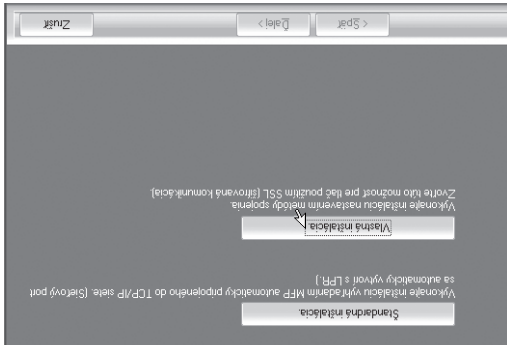 Štandardná inštalácia.
Vykonajte inštaláciu vyhľadaním MFP automaticky pripojeného do TCP/IP siete. (Sieťový port
sa automaticky vytvorí s LPR.)
Vlastná inštalácia.
Vykonajte inštaláciu nastavením metódy spojenia.
Zvoľte túto možnosť pre tlač použitím SSL (šifrovaná komunikácia).
< Späť Ďalej > Zrušiť